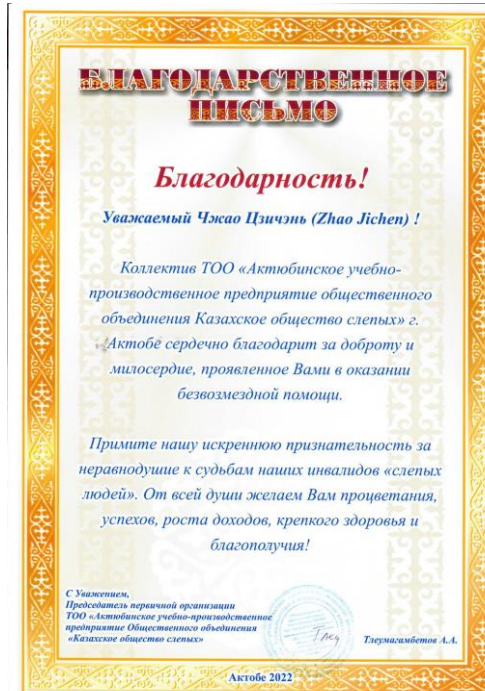 БЛАГОДАРСТВЕННОЕ
ПИСЬМО
Благодарность!
Уважаемый Чжао Цзичэнь (Zhao Jichen) !
Коллектив ТОО «Актюбинское учебно-
производственное предприятие общественного
объединения Казахское общество слепых» г.
Актобе сердечно благодарит за доброту и
милосердие, проявленное Вами в оказании
безвозмездной помощи.
Примите нашу искреннюю признательность за
неравнодушие к судьбам наших инвалидов «слепых
людей». От всей души желаем Вам процветания,
успехов, роста доходов, крепкого здоровья и
благополучия!
С Уважением,
Председатель первичной организации
ТОО «Актюбинское учебно-производственное
предприятие Общественного объединения
«Казахское общество слепых»
Тлеумагамбетов А.А.
Актобе 2022